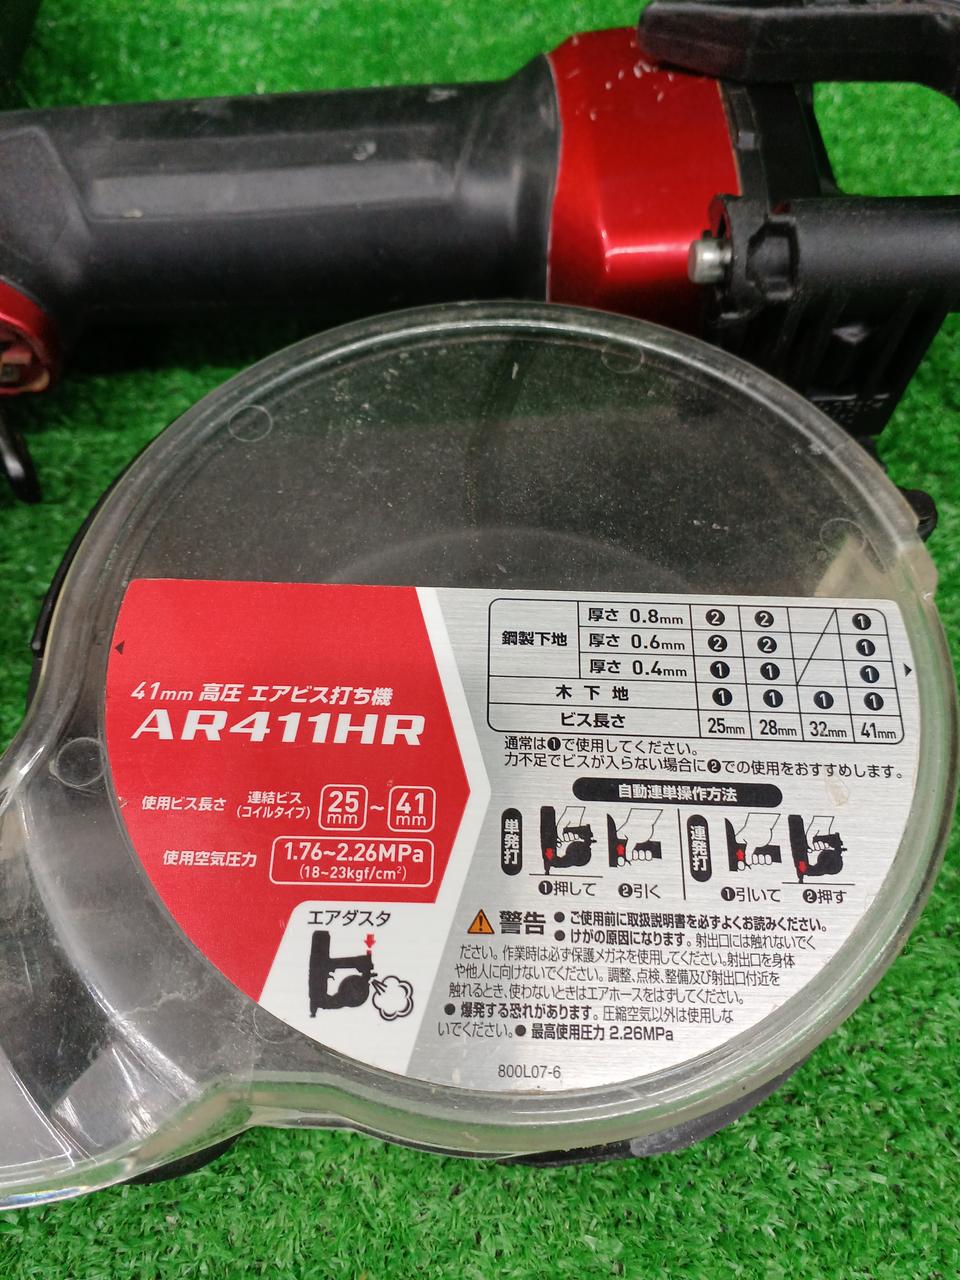 41mm 高圧 エアビス打ち機
AR411HR
使用ビス長さ 連結ビス (コイルタイプ) 25mm ~ 41mm
使用空気圧力 1.76~2.26MPa
(18~23kgf/cm²)
エアダスタ
鋼製下地 厚さ 0.8mm ❷ ❷ ❶
厚さ 0.6mm ❷ ❷ ❶
厚さ 0.4mm ❶ ❶ ❶
木下地 ❶ ❶ ❶ ❶
ビス長さ 25mm 28mm 32mm 41mm
通常は❶で使用してください。
力不足でビスが入らない場合に❷での使用をおすすめします。
自動連単操作方法
単発打 ❶押して ❷引く
連発打 ❶引いて ❷押す
⚠ 警告 ● ご使用前に取扱説明書を必ずよくお読みください。
● けがの原因になります。射出口には触れないでく
ださい。作業時は必ず保護メガネを使用してください。射出口を身体
や他人に向けないでください。調整、点検、整備及び射出口付近を
触れるとき、使わないときはエアホースをはずしてください。
● 爆発する恐れがあります。圧縮空気以外は使用しな
いでください。● 最高使用圧力 2.26MPa
800L07-6